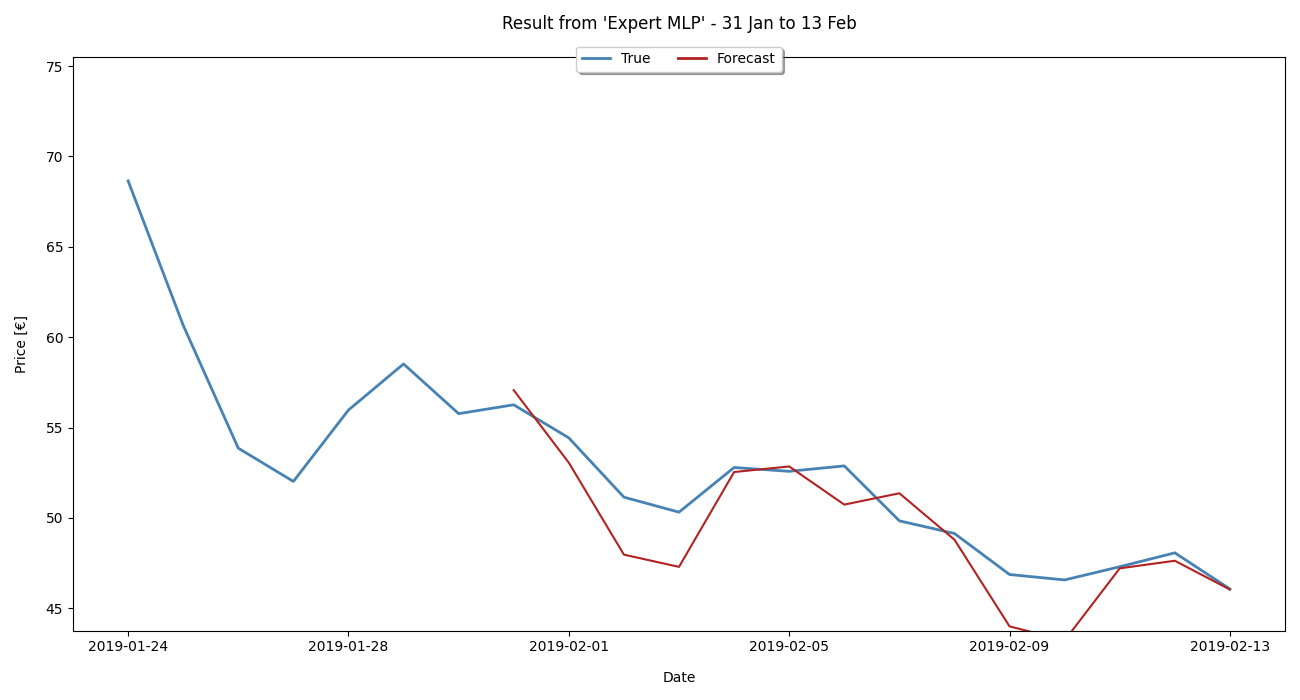 Result from 'Expert MLP' - 31 Jan to 13 Feb
True Forecast
75
70
65
60
55
50
45
Price [€]
2019-01-24 2019-01-28 2019-02-01 2019-02-05 2019-02-09 2019-02-13
Date